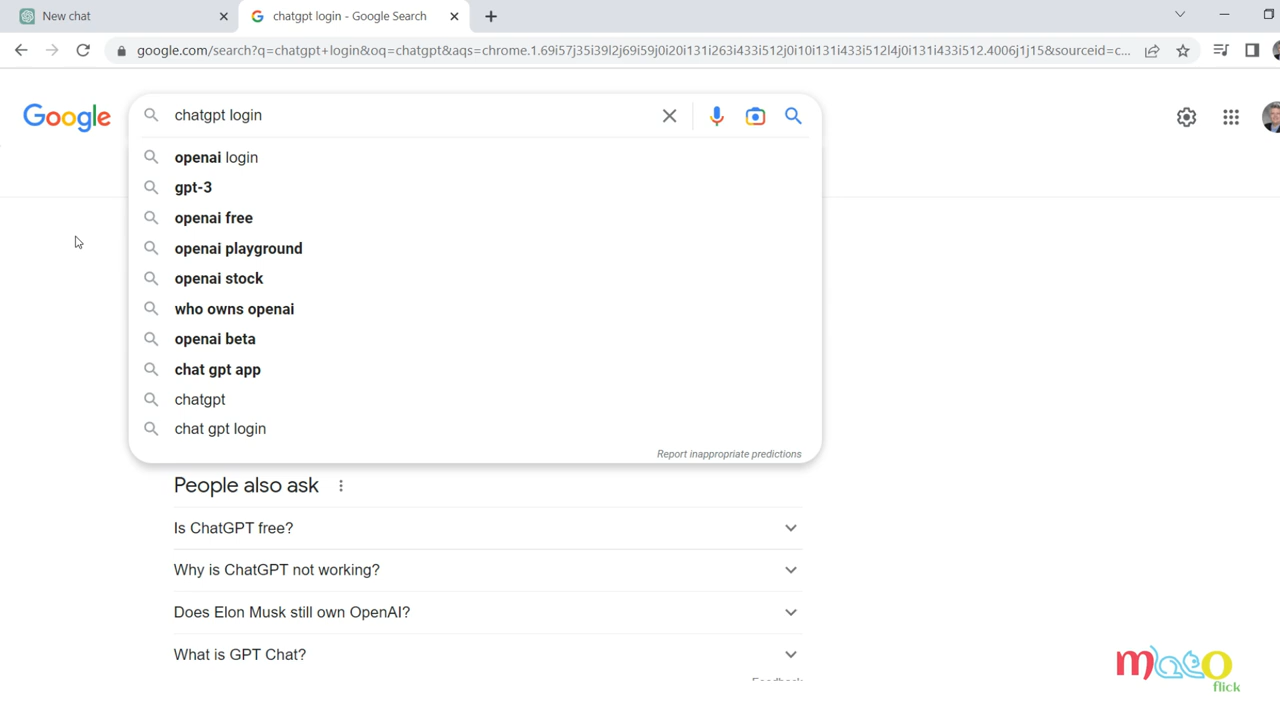 New chat
chatgpt login - Google Search
google.com/search?q=chatgpt+login&oq=chatgpt&aqs=chrome.1.69i57j35i39l2j69i59j0i20i131i263i433i512j0i10i131i433i512l4j0i131i433i512.4006j1j15&sourceid=c...
Google
chatgpt login
openai login
gpt-3
openai free
openai playground
openai stock
who owns openai
openai beta
chat gpt app
chatgpt
chat gpt login
Report inappropriate predictions
People also ask
Is ChatGPT free?
Why is ChatGPT not working?
Does Elon Musk still own OpenAI?
What is GPT Chat?
Feedback
flick